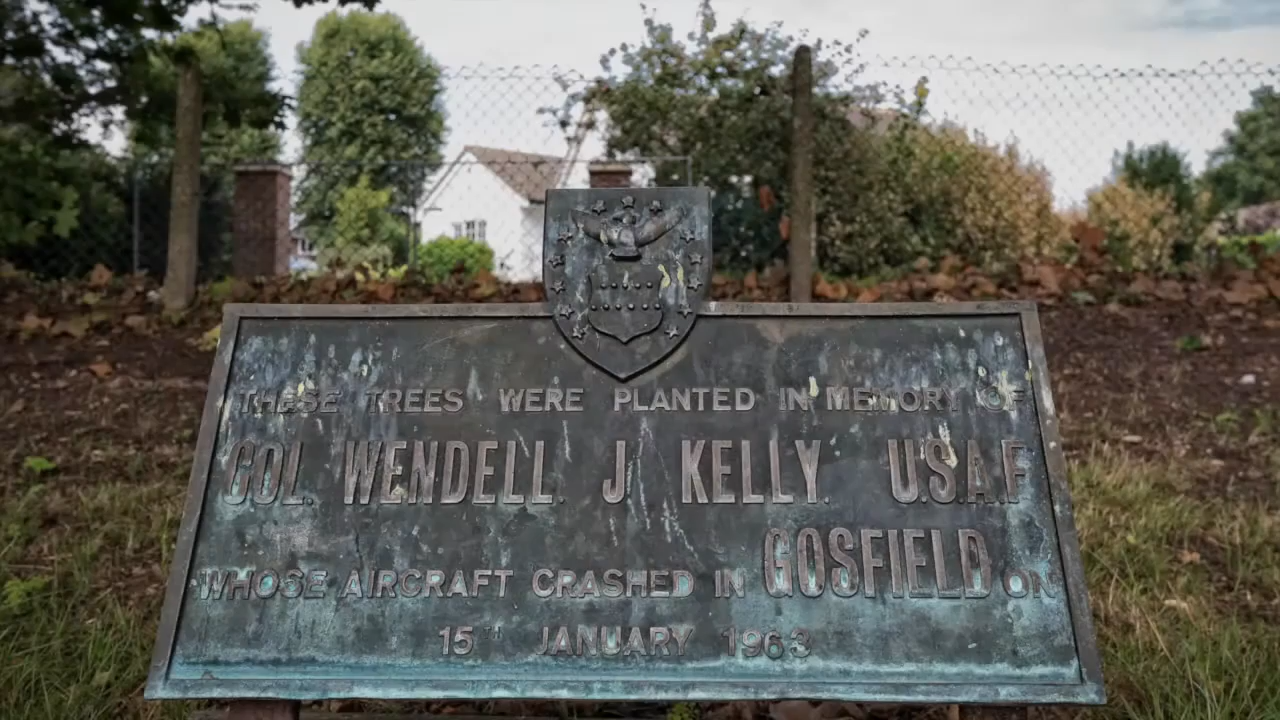 THESE TREES WERE PLANTED IN MEMORY OF
COL. WENDELL. J. KELLY. U.S.A.F
WHOSE AIRCRAFT CRASHED IN GOSFIELD ON
15TH JANUARY 1963